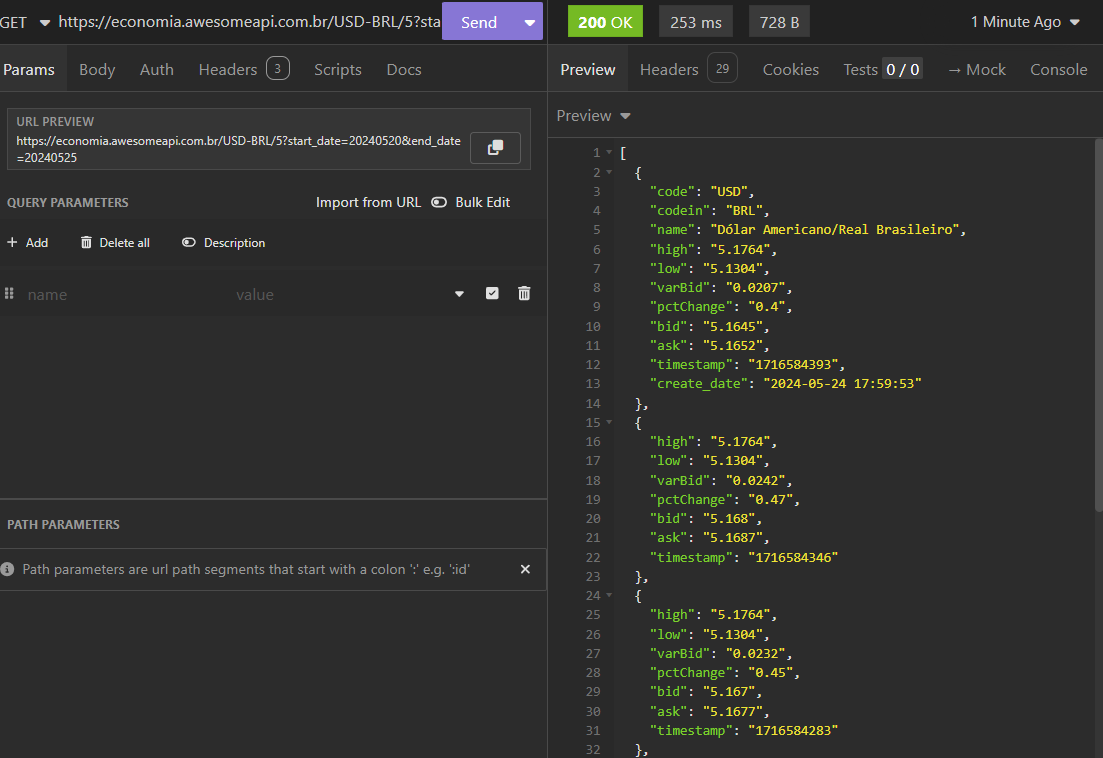 GET https://economia.awesomeapi.com.br/USD-BRL/5?sta Send
Params Body Auth Headers 3 Scripts Docs
URL PREVIEW
https://economia.awesomeapi.com.br/USD-BRL/5?start_date=20240520&end_date
=20240525
QUERY PARAMETERS Import from URL Bulk Edit
+ Add Delete all Description
name value
PATH PARAMETERS
Path parameters are url path segments that start with a colon ':' e.g. ':id'
200 OK 253 ms 728 B 1 Minute Ago
Preview Headers 29 Cookies Tests 0 / 0 → Mock Console
Preview
1 [
2 {
3 "code": "USD",
4 "codein": "BRL",
5 "name": "Dólar Americano/Real Brasileiro",
6 "high": "5.1764",
7 "low": "5.1304",
8 "varBid": "0.0207",
9 "pctChange": "0.4",
10 "bid": "5.1645",
11 "ask": "5.1652",
12 "timestamp": "1716584393",
13 "create_date": "2024-05-24 17:59:53"
14 },
15 {
16 "high": "5.1764",
17 "low": "5.1304",
18 "varBid": "0.0242",
19 "pctChange": "0.47",
20 "bid": "5.168",
21 "ask": "5.1687",
22 "timestamp": "1716584346"
23 },
24 {
25 "high": "5.1764",
26 "low": "5.1304",
27 "varBid": "0.0232",
28 "pctChange": "0.45",
29 "bid": "5.167",
30 "ask": "5.1677",
31 "timestamp": "1716584283"
32 },